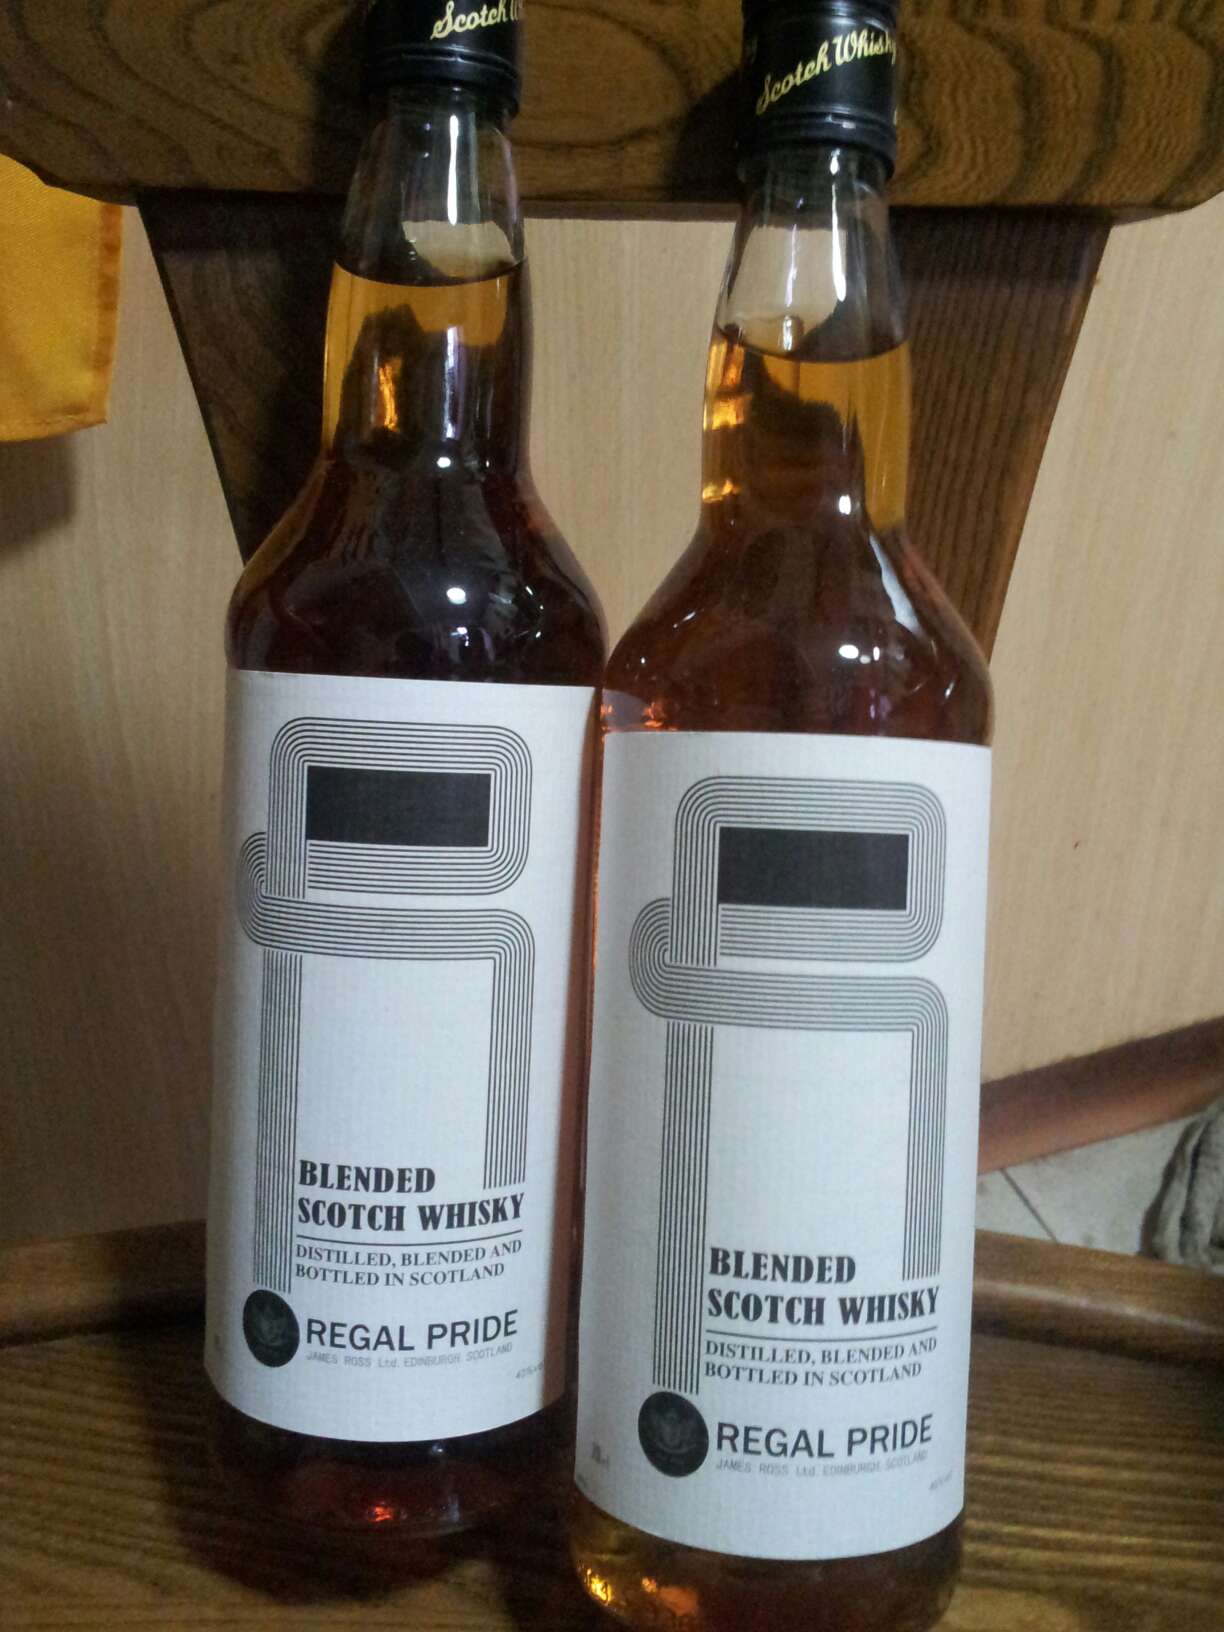 Scotch Wh
Scotch Whisky
BLENDED
SCOTCH WHISKY
DISTILLED, BLENDED AND
BOTTLED IN SCOTLAND
REGAL PRIDE
JAMES ROSS Ltd. EDINBURGH SCOTLAND
BLENDED
SCOTCH WHISKY
DISTILLED, BLENDED AND
BOTTLED IN SCOTLAND
REGAL PRIDE
JAMES ROSS Ltd. EDINBURGH SCOTLAND